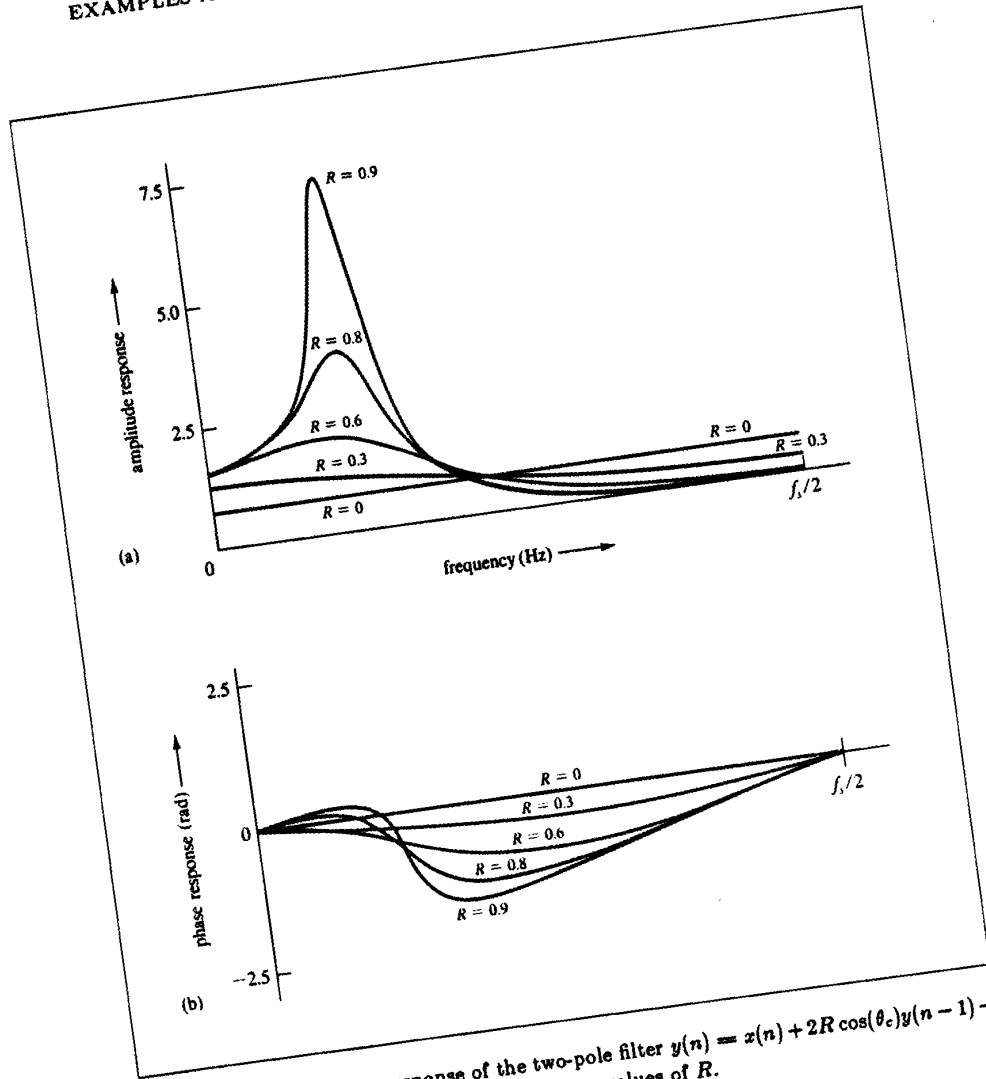 EXAMPLES
7.5
R = 0.9
5.0
R = 0.8
amplitude response
2.5
R = 0.6
R = 0
R = 0.3
R = 0.3
R = 0
f_s/2
(a)
0
frequency (Hz)
2.5
R = 0
f_s/2
R = 0.3
0
R = 0.6
phase response (rad)
R = 0.8
R = 0.9
−2.5
(b)
of the two-pole filter y(n) = x(n) + 2R cos(θ_c)y(n − 1) −
of R.